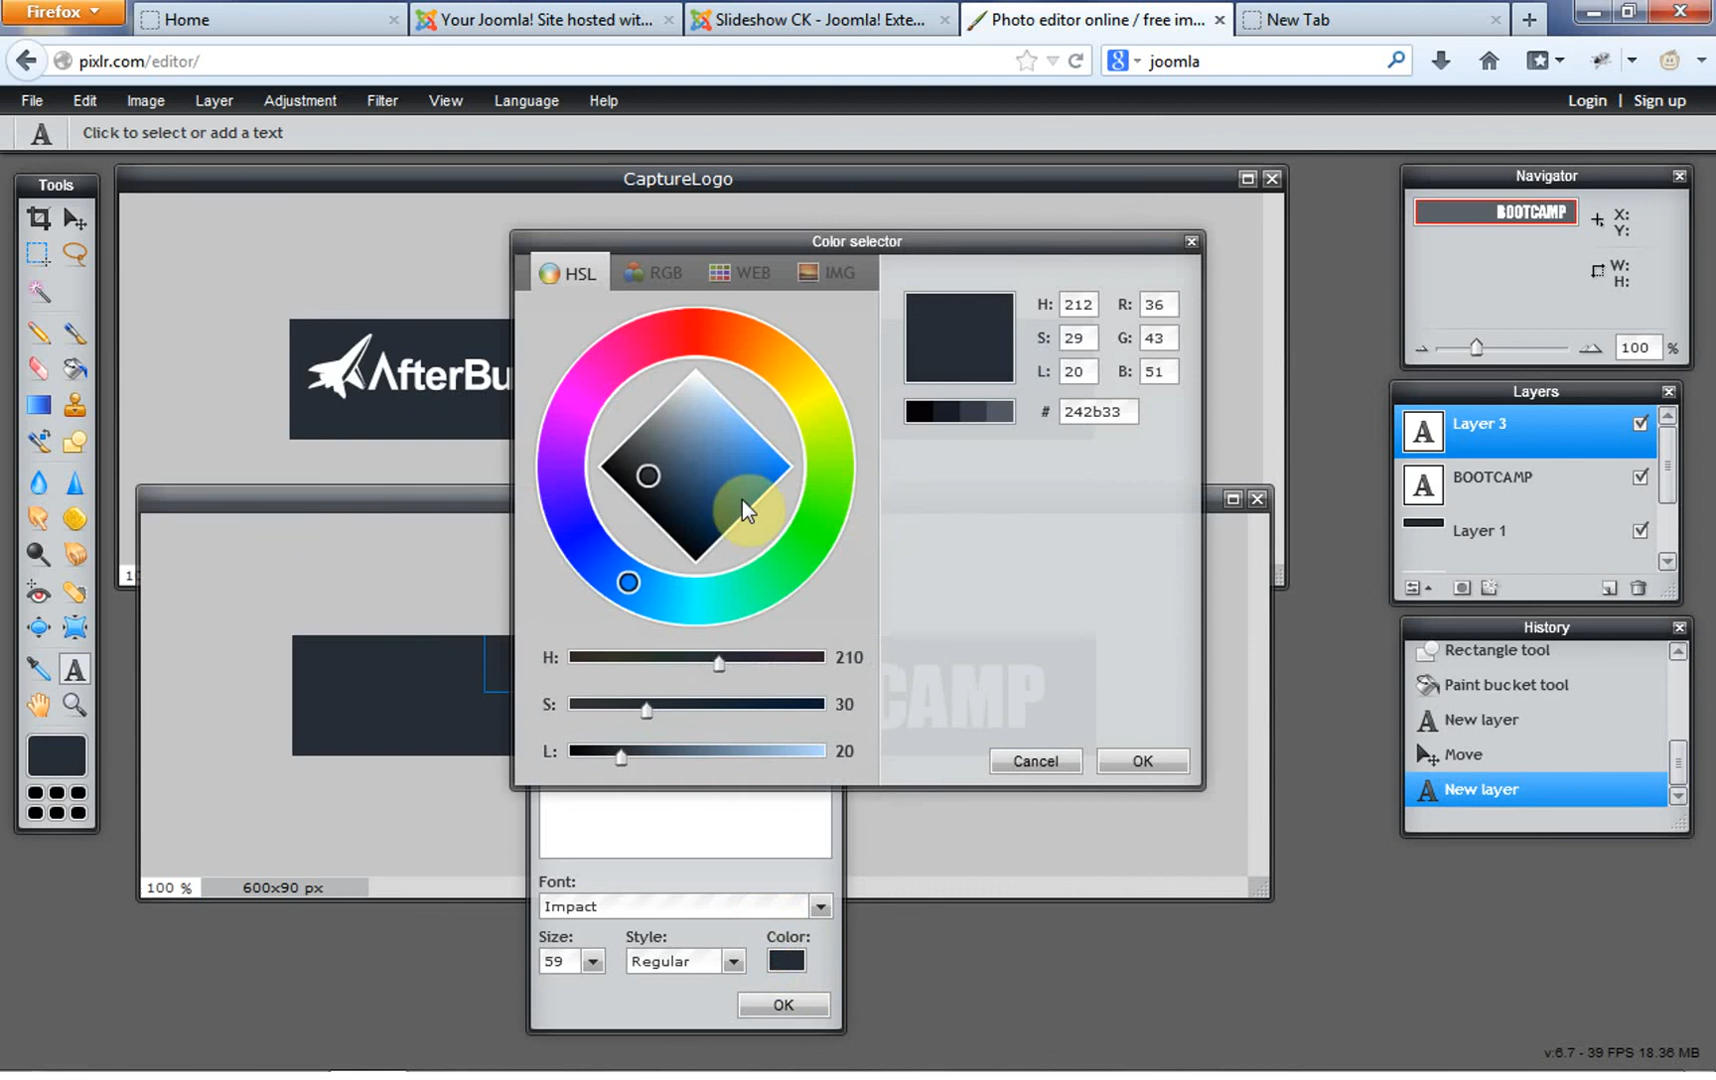 Firefox
Home
Your Joomla! Site hosted wit...
Slideshow CK - Joomla! Exte...
Photo editor online / free im...
New Tab
pixlr.com/editor/
joomla
File Edit Image Layer Adjustment Filter View Language Help
Login | Sign up
A Click to select or add a text
Tools
CaptureLogo
AfterBu
Color selector
HSL RGB WEB IMG
H: 212 R: 36
S: 29 G: 43
L: 20 B: 51
# 242b33
H: 210
S: 30
L: 20
Cancel OK
CAMP
100 % 600x90 px
Font:
Impact
Size: Style: Color:
59 Regular
OK
Navigator
BOOTCAMP
X:
Y:
W:
H:
100 %
Layers
A Layer 3
A BOOTCAMP
Layer 1
History
Rectangle tool
Paint bucket tool
A New layer
Move
A New layer
v:6.7 - 39 FPS 18.36 MB